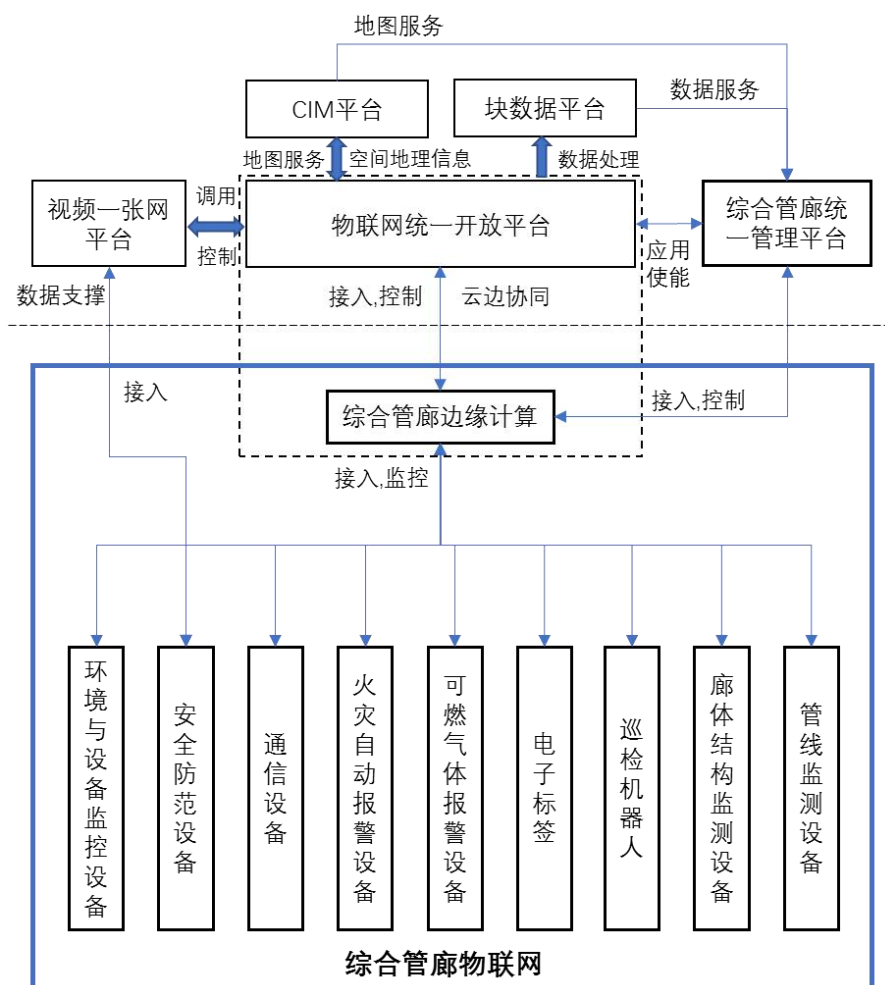 地图服务
CIM平台
块数据平台
数据服务
地图服务
空间地理信息
数据处理
视频一张网
平台
调用
控制
物联网统一开放平台
应用
使能
综合管廊统
一管理平台
数据支撑
接入,控制
云边协同
接入
综合管廊边缘计算
接入,控制
接入,监控
环境与设备监控设备
安全防范设备
通信设备
火灾自动报警设备
可燃气体报警设备
电子标签
巡检机器人
廊体结构监测设备
管线监测设备
综合管廊物联网